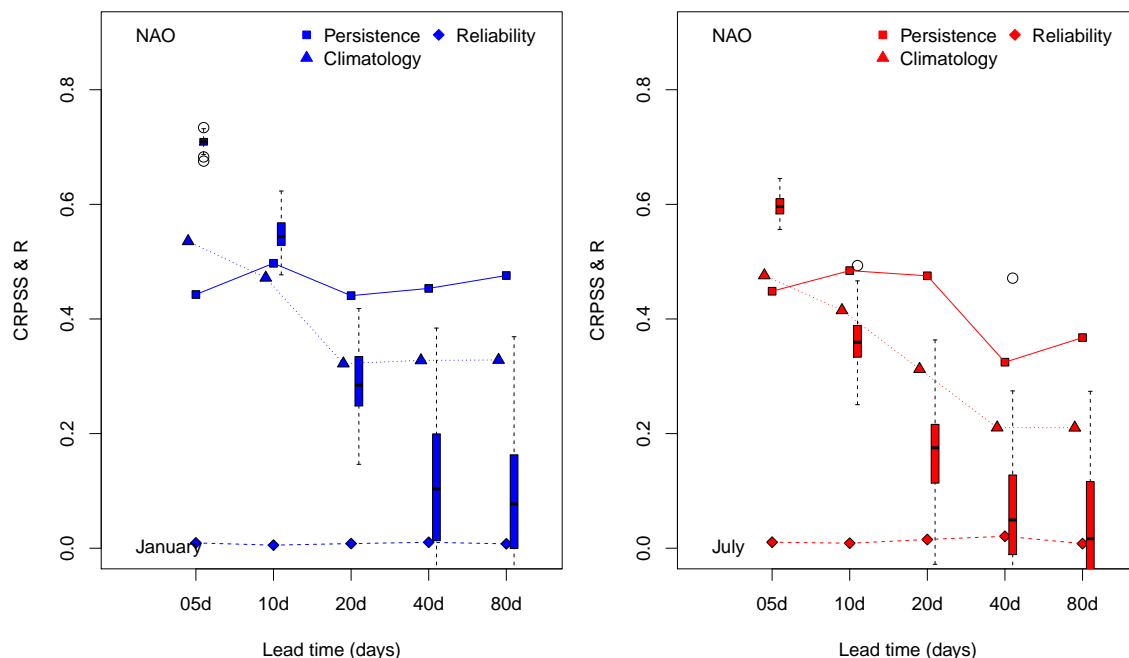 NAO
Persistence
Reliability
Climatology
CRPSS & R
0.8
0.6
0.4
0.2
0.0
January
05d
10d
20d
40d
80d
Lead time (days)
NAO
Persistence
Reliability
Climatology
CRPSS & R
0.8
0.6
0.4
0.2
0.0
July
05d
10d
20d
40d
80d
Lead time (days)